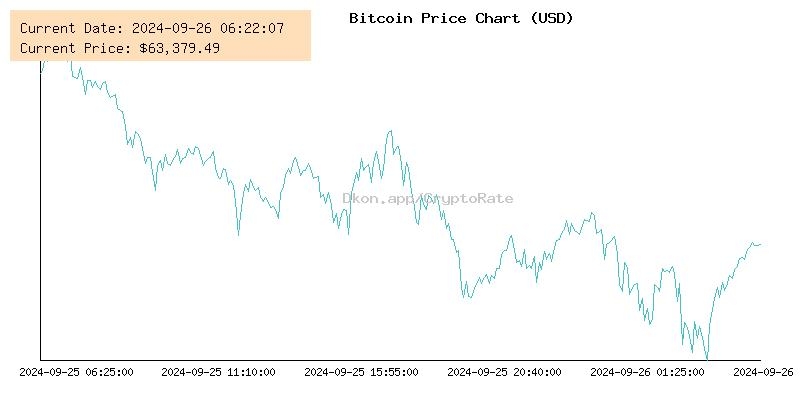 Bitcoin Price Chart (USD)
Current Date: 2024-09-26 06:22:07
Current Price: $63,379.49
Dkon.app/CryptoRate
2024-09-25 06:25:00 2024-09-25 11:10:00 2024-09-25 15:55:00 2024-09-25 20:40:00 2024-09-26 01:25:00 2024-09-26